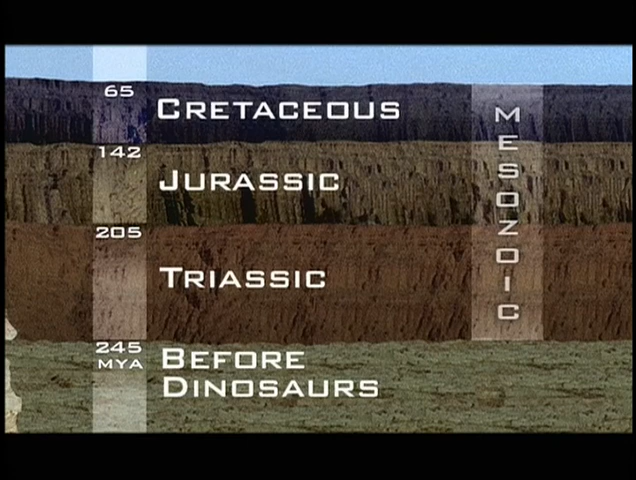 65
CRETACEOUS
142
JURASSIC
205
TRIASSIC
245
MYA
BEFORE
DINOSAURS
MESOZOIC